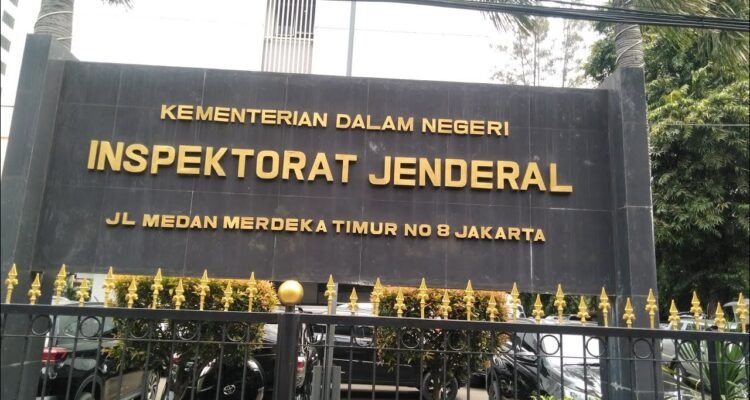 KEMENTERIAN DALAM NEGERI
INSPEKTORAT JENDERAL
JL MEDAN MERDEKA TIMUR NO 8 JAKARTA